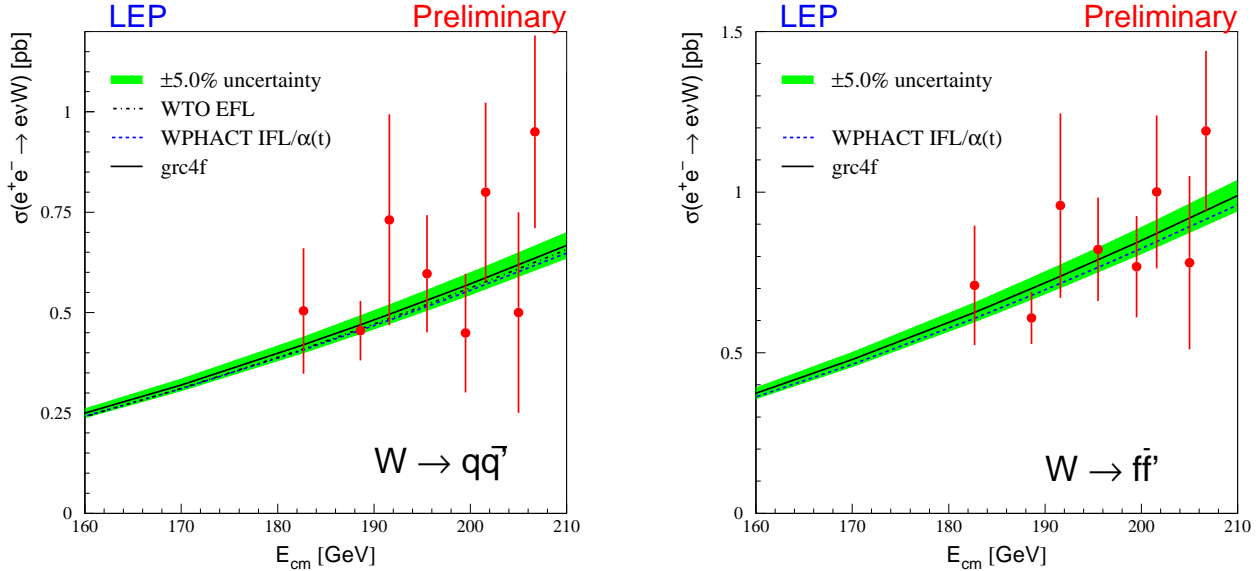 LEP Preliminary
σ(e⁺e⁻ → eνW) [pb]
±5.0% uncertainty
WTO EFL
WPHACT IFL/α(t)
grc4f
1
0.75
0.5
0.25
0
W → qq̄'
160 170 180 190 200 210
E_cm [GeV]
LEP Preliminary
σ(e⁺e⁻ → eνW) [pb]
1.5
±5.0% uncertainty
WPHACT IFL/α(t)
grc4f
1
0.5
0
W → ff̄'
160 170 180 190 200 210
E_cm [GeV]